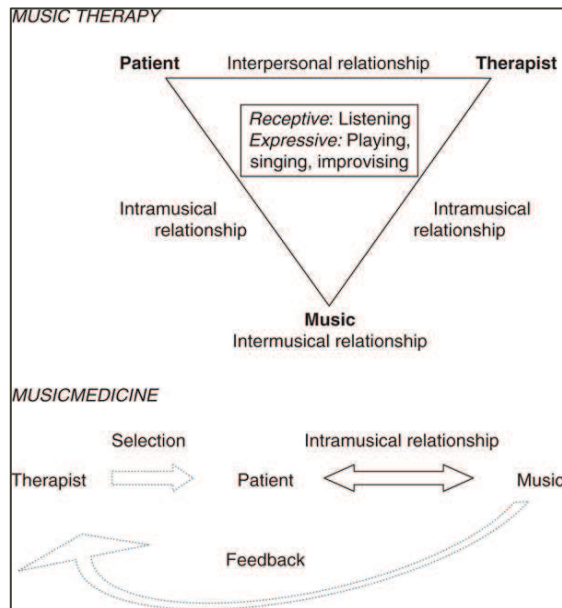 MUSIC THERAPY
Patient
Interpersonal relationship
Therapist
Receptive: Listening
Expressive: Playing,
singing, improvising
Intramusical
relationship
Intramusical
relationship
Music
Intermusical relationship
MUSICMEDICINE
Selection
Intramusical relationship
Therapist
Patient
Music
Feedback